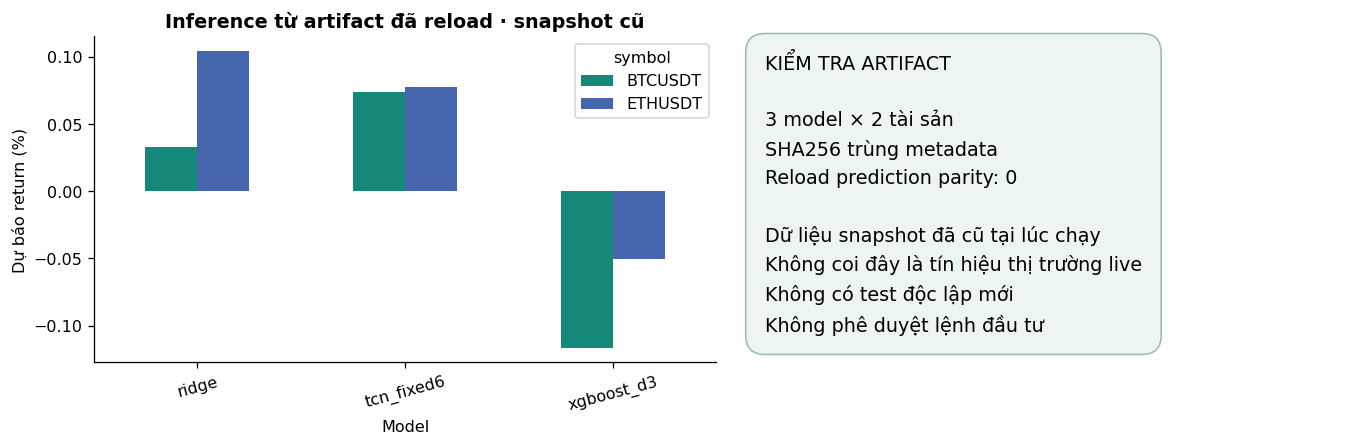 Inference từ artifact đã reload · snapshot cũ
Dự báo return (%)
0.10
0.05
0.00
−0.05
−0.10
symbol
BTCUSDT
ETHUSDT
ridge
tcn_fixed6
xgboost_d3
Model
KIỂM TRA ARTIFACT
3 model × 2 tài sản
SHA256 trùng metadata
Reload prediction parity: 0
Dữ liệu snapshot đã cũ tại lúc chạy
Không coi đây là tín hiệu thị trường live
Không có test độc lập mới
Không phê duyệt lệnh đầu tư